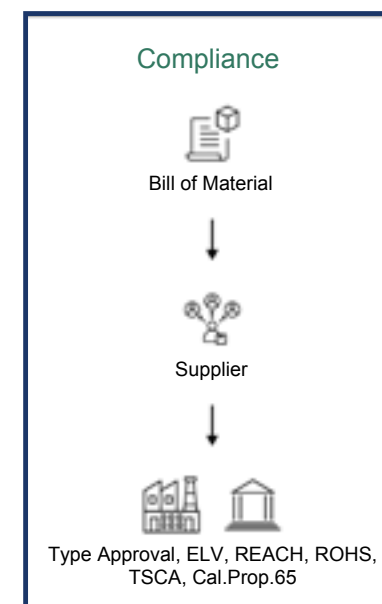 Compliance
Bill of Material
Supplier
Type Approval, ELV, REACH, ROHS,
TSCA, Cal.Prop.65